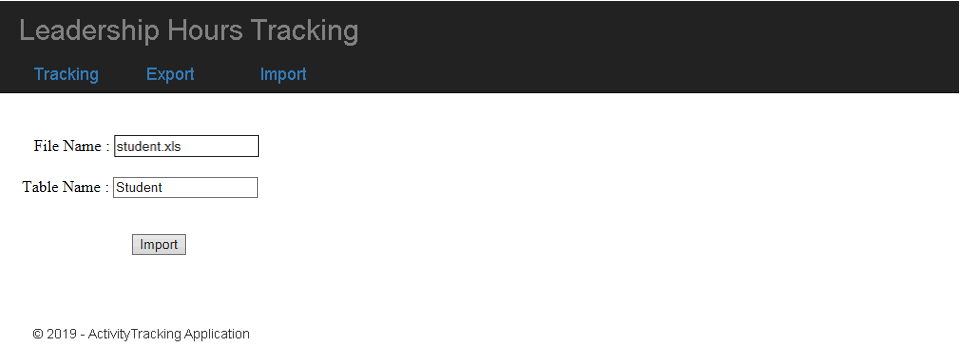 Leadership Hours Tracking
Tracking Export Import
File Name : student.xls
Table Name : Student
Import
© 2019 - ActivityTracking Application